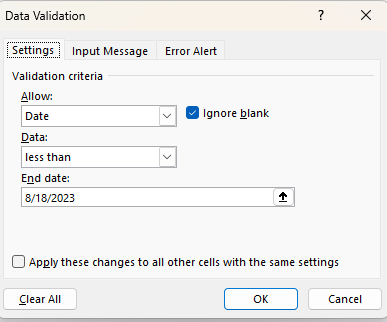 Data Validation ? ×
Settings Input Message Error Alert
Validation criteria
Allow:
Date Ignore blank
Data:
less than
End date:
8/18/2023
Apply these changes to all other cells with the same settings
Clear All OK Cancel